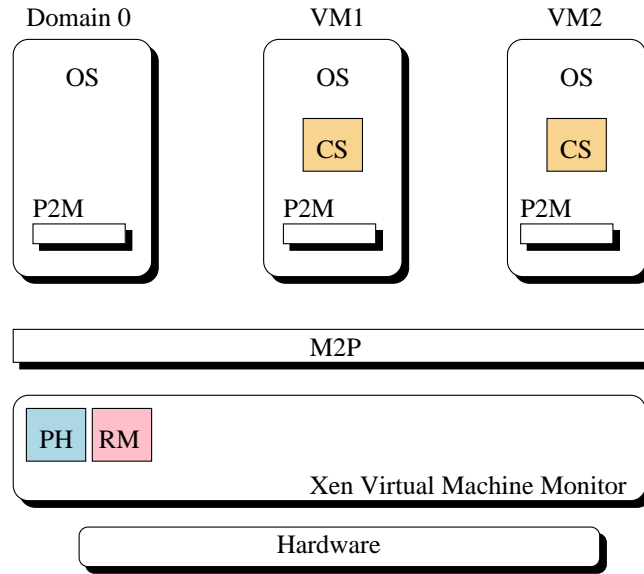 Domain 0 VM1 VM2
OS OS OS
CS CS
P2M P2M P2M
M2P
PH RM
Xen Virtual Machine Monitor
Hardware